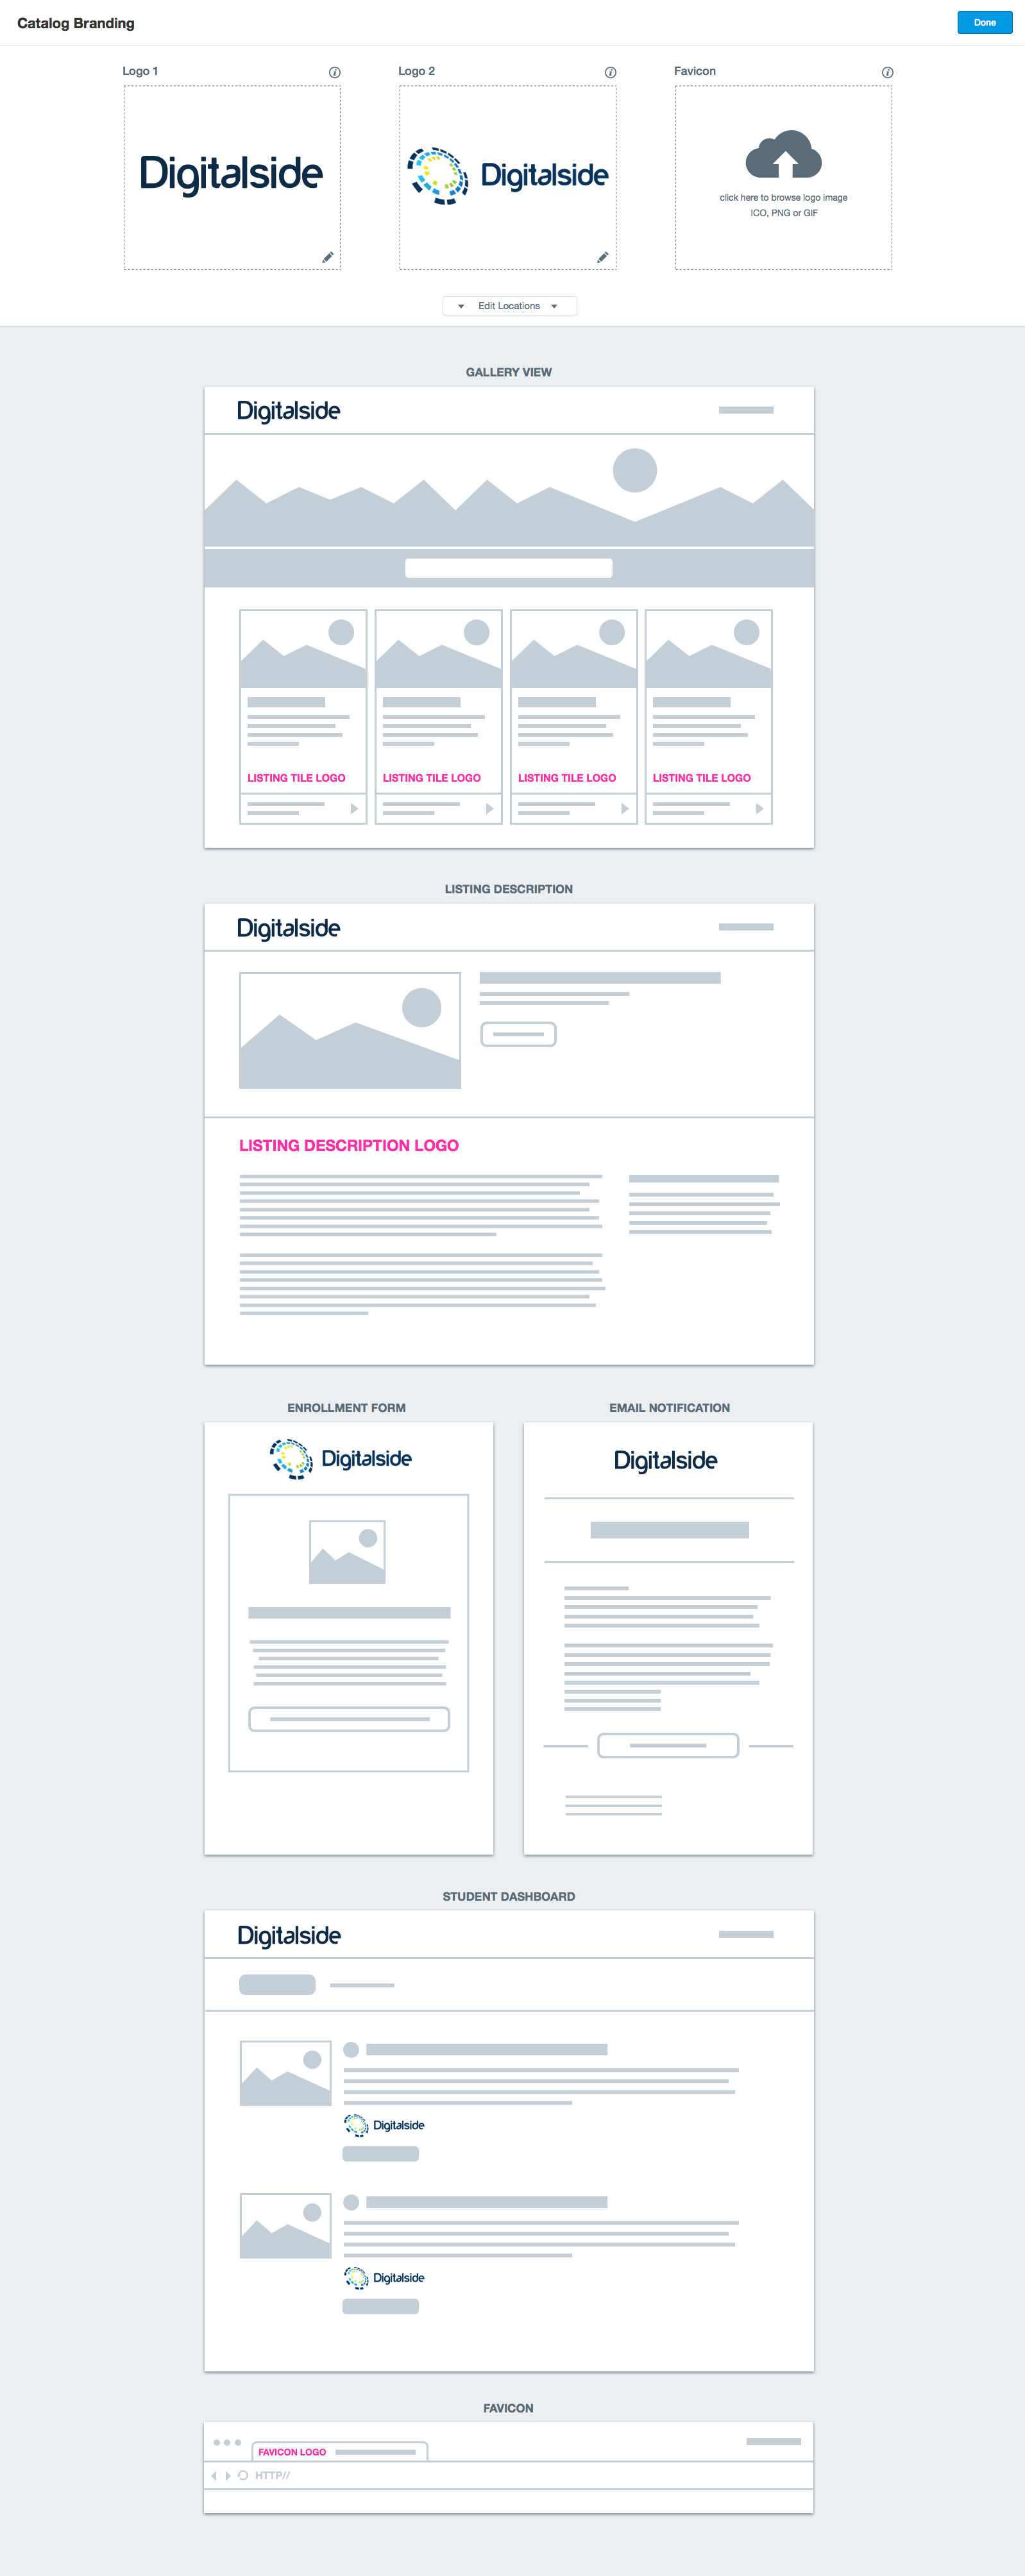 Catalog Branding
Done
Logo 1
Logo 2
Favicon
Digitalside
Digitalside
click here to browse logo image
ICO, PNG or GIF
Edit Locations
GALLERY VIEW
Digitalside
LISTING TILE LOGO
LISTING TILE LOGO
LISTING TILE LOGO
LISTING TILE LOGO
LISTING DESCRIPTION
Digitalside
LISTING DESCRIPTION LOGO
ENROLLMENT FORM
EMAIL NOTIFICATION
Digitalside
Digitalside
STUDENT DASHBOARD
Digitalside
Digitalside
Digitalside
FAVICON
FAVICON LOGO
HTTP//